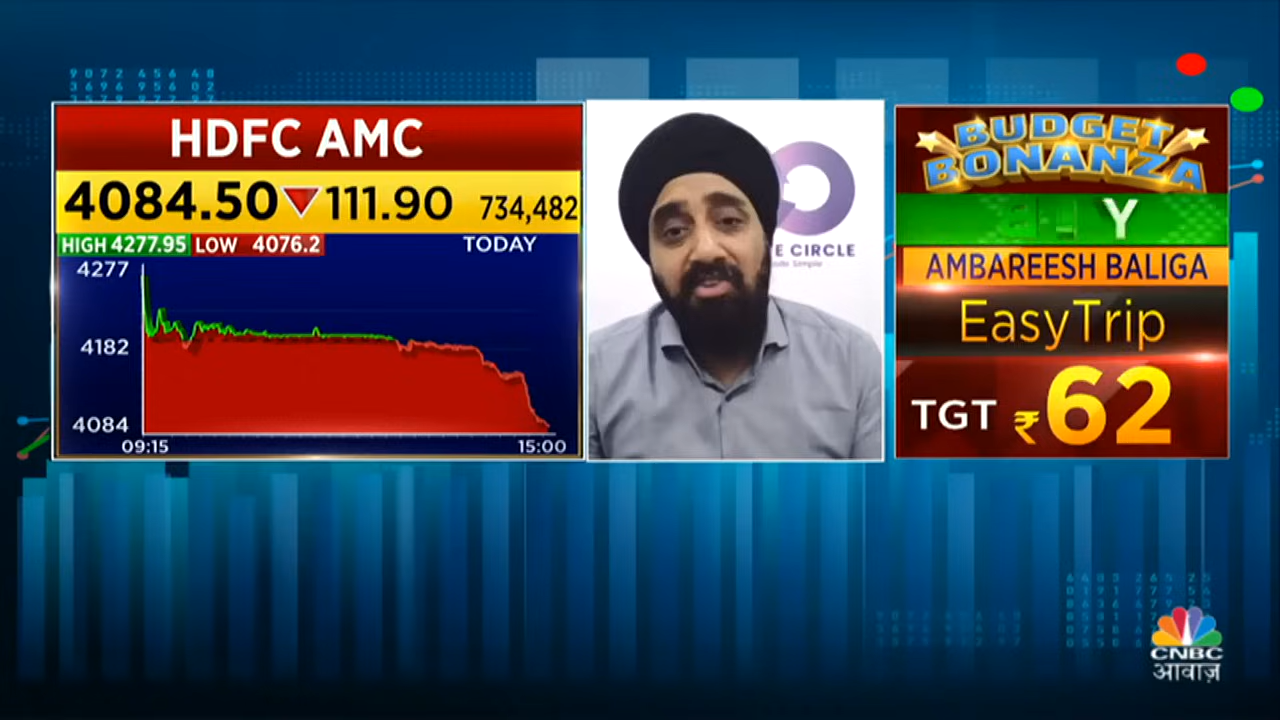 HDFC AMC
4084.50 111.90 734,482
HIGH 4277.95 LOW 4076.2 TODAY
4277
4182
4084
09:15 15:00
E CIRCLE
Simple
BUDGET
BONANZA
Y
AMBAREESH BALIGA
EasyTrip
TGT ₹62
CNBC
आवाज़